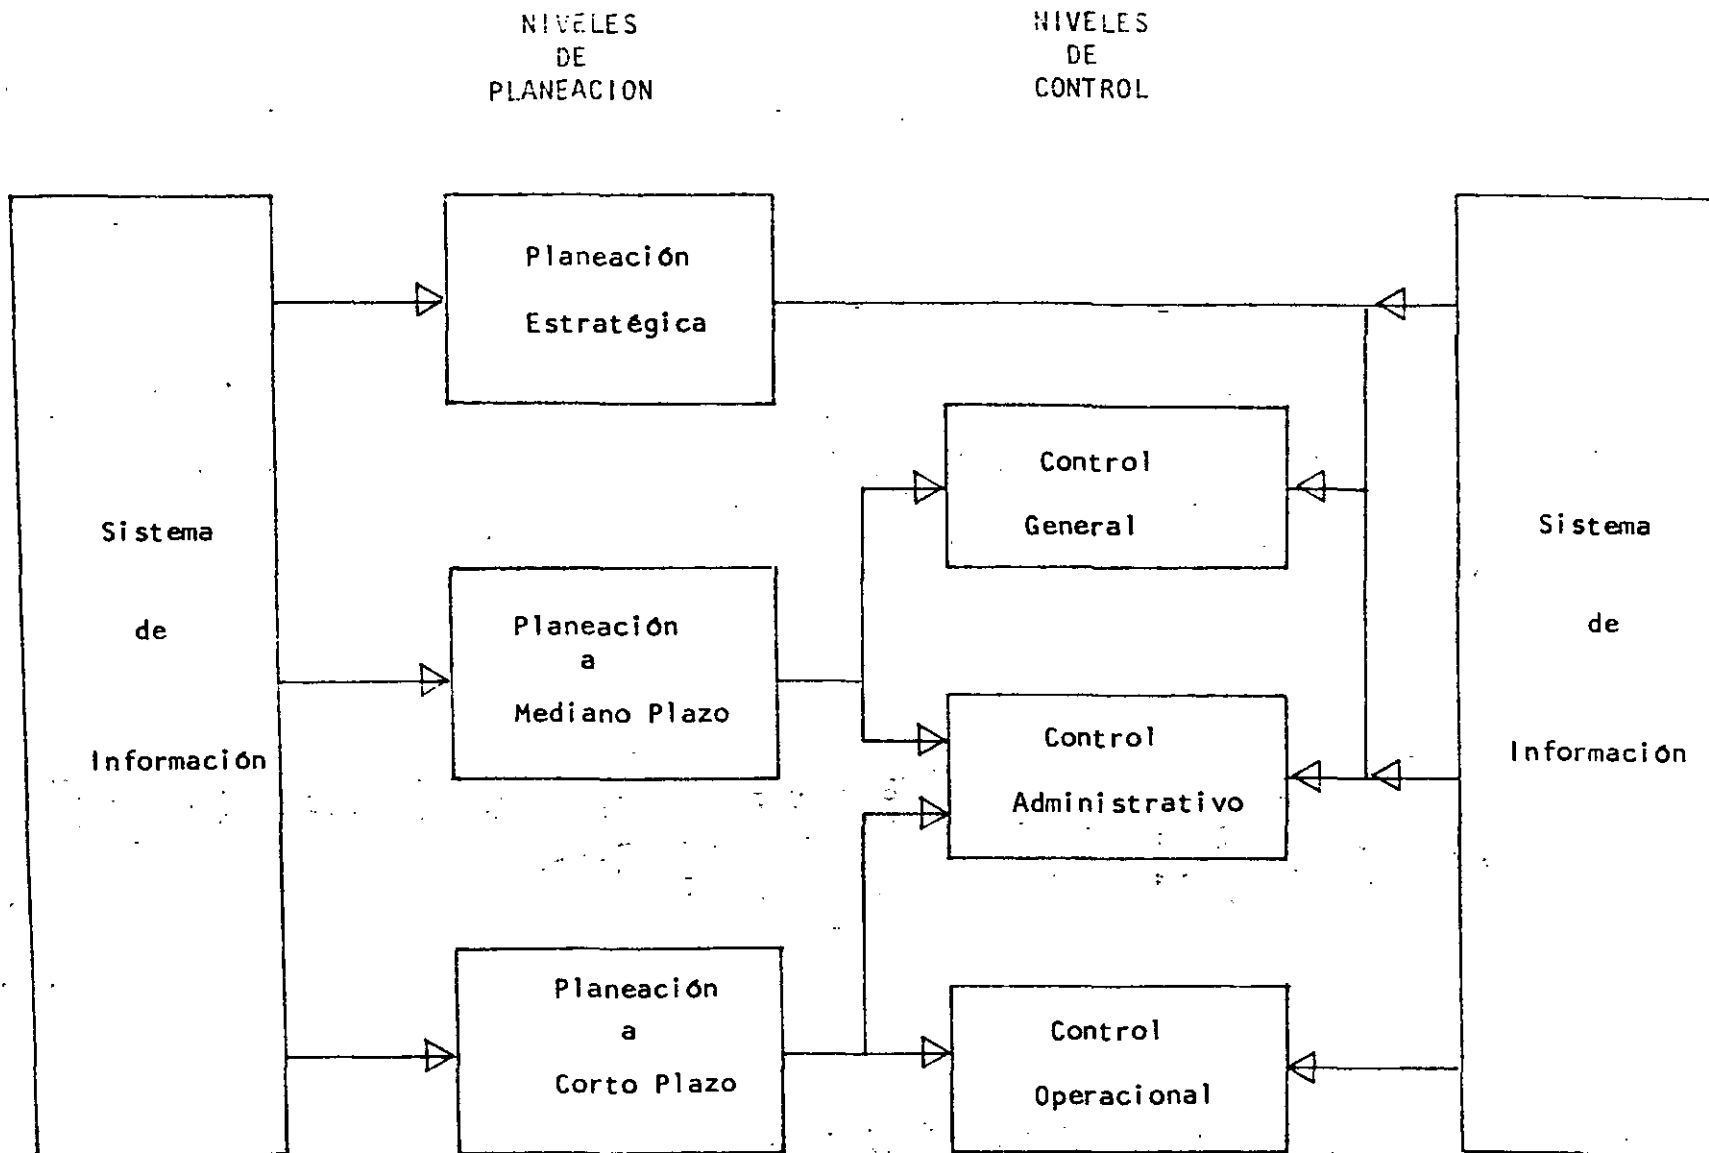 NIVELES
DE
PLANEACION
NIVELES
DE
CONTROL
Sistema
de
Información
Planeación
Estratégica
Planeación
a
Mediano Plazo
Planeación
a
Corto Plazo
Control
General
Control
Administrativo
Control
Operacional
Sistema
de
Información